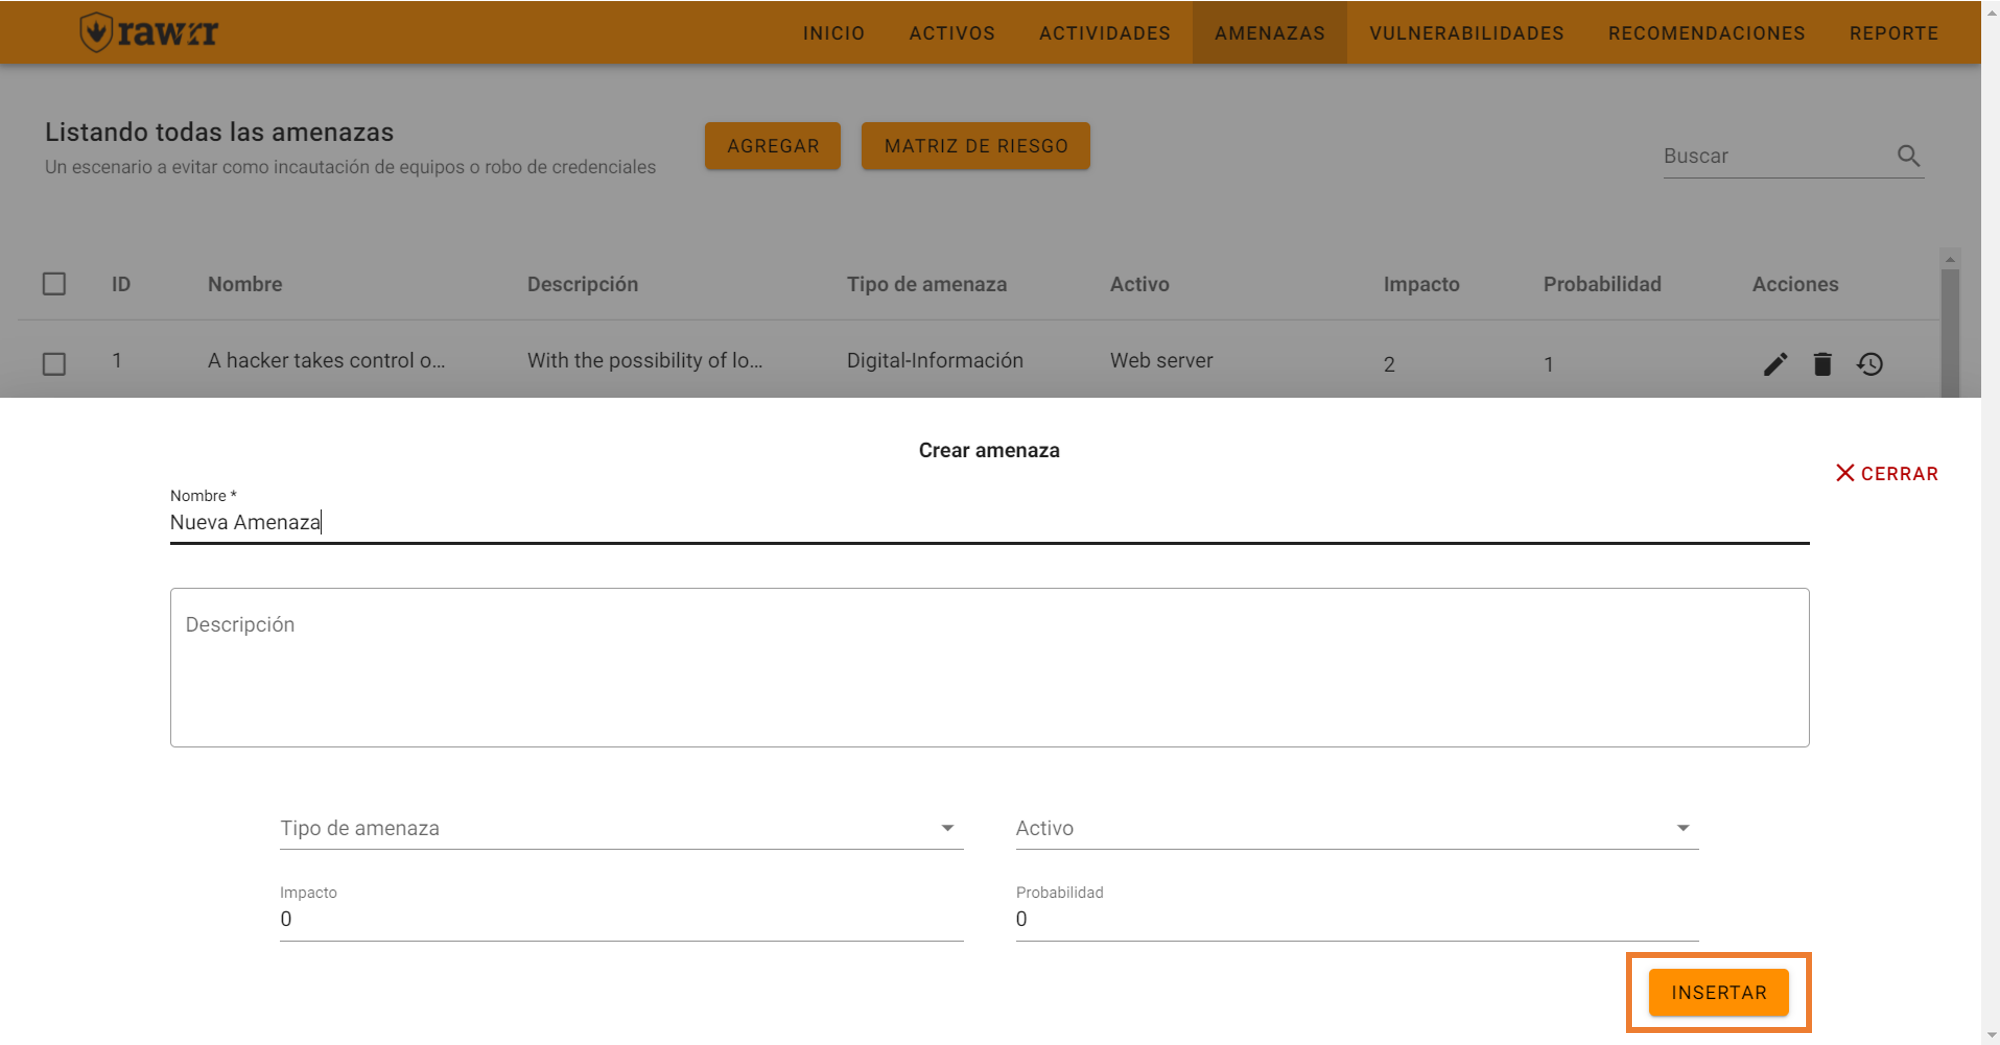 rawrr INICIO ACTIVOS ACTIVIDADES AMENAZAS VULNERABILIDADES RECOMENDACIONES REPORTE
Listando todas las amenazas
Un escenario a evitar como incautación de equipos o robo de credenciales
AGREGAR MATRIZ DE RIESGO
Buscar
ID Nombre Descripción Tipo de amenaza Activo Impacto Probabilidad Acciones
1 A hacker takes control o... With the possibility of lo... Digital-Información Web server 2 1
Crear amenaza
CERRAR
Nombre *
Nueva Amenaza
Descripción
Tipo de amenaza Activo
Impacto Probabilidad
0 0
INSERTAR